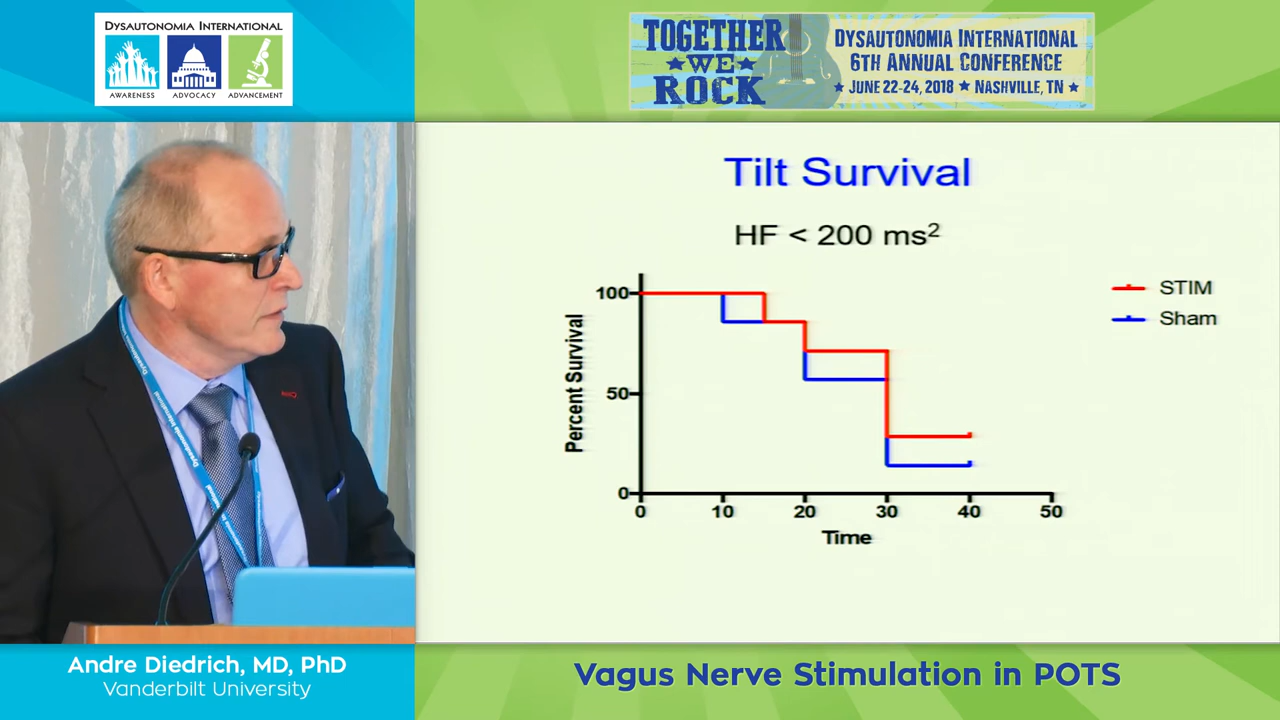 DYSAUTONOMIA INTERNATIONAL
AWARENESS
ADVOCACY
ADVANCEMENT
TOGETHER
WE
ROCK
DYSAUTONOMIA INTERNATIONAL
6TH ANNUAL CONFERENCE
JUNE 22-24, 2018 ★ NASHVILLE, TN
Tilt Survival
HF < 200 ms²
STIM
Sham
Percent Survival
100
50
0
0 10 20 30 40 50
Time
Dysautonomia International
Andre Diedrich, MD, PhD
Vanderbilt University
Vagus Nerve Stimulation in POTS